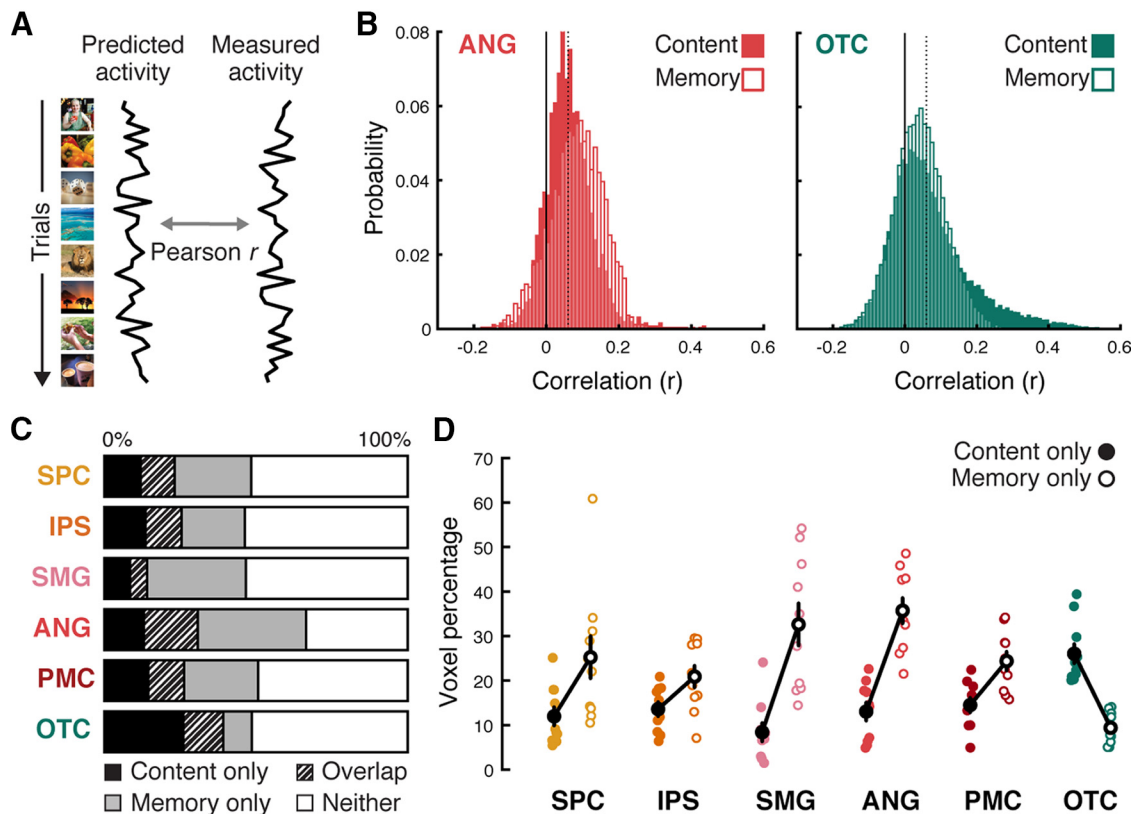 A
Predicted activity
Measured activity
Trials
Pearson r
B
ANG
Content
Memory
Probability
0.08
0.06
0.04
0.02
0
-0.2 0 0.2 0.4 0.6
Correlation (r)
OTC
Content
Memory
-0.2 0 0.2 0.4 0.6
Correlation (r)
C
0% 100%
SPC
IPS
SMG
ANG
PMC
OTC
Content only
Overlap
Memory only
Neither
D
Content only
Memory only
Voxel percentage
70
60
50
40
30
20
10
0
SPC IPS SMG ANG PMC OTC